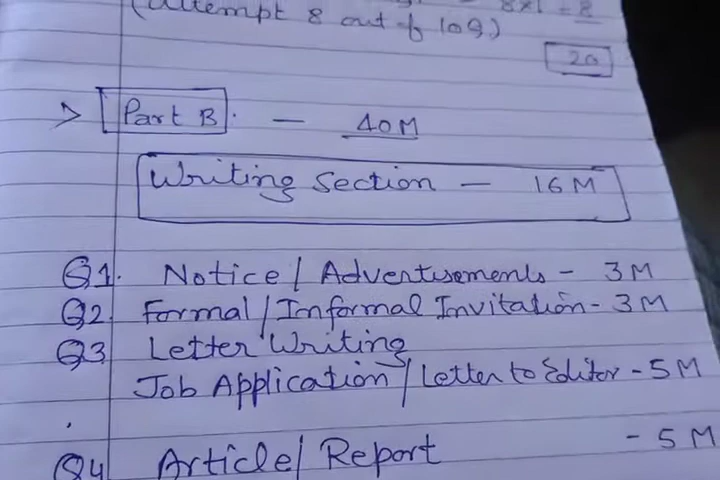 (Attempt 8 out of 10Q.) 8x1 = 8
20
> Part B. - 40M
Writing Section - 16M
Q1. Notice / Advertisements - 3M
Q2. Formal / Informal Invitation - 3M
Q3 Letter Writing
Job Application / Letter to Editor - 5M
Q4 Article / Report - 5M